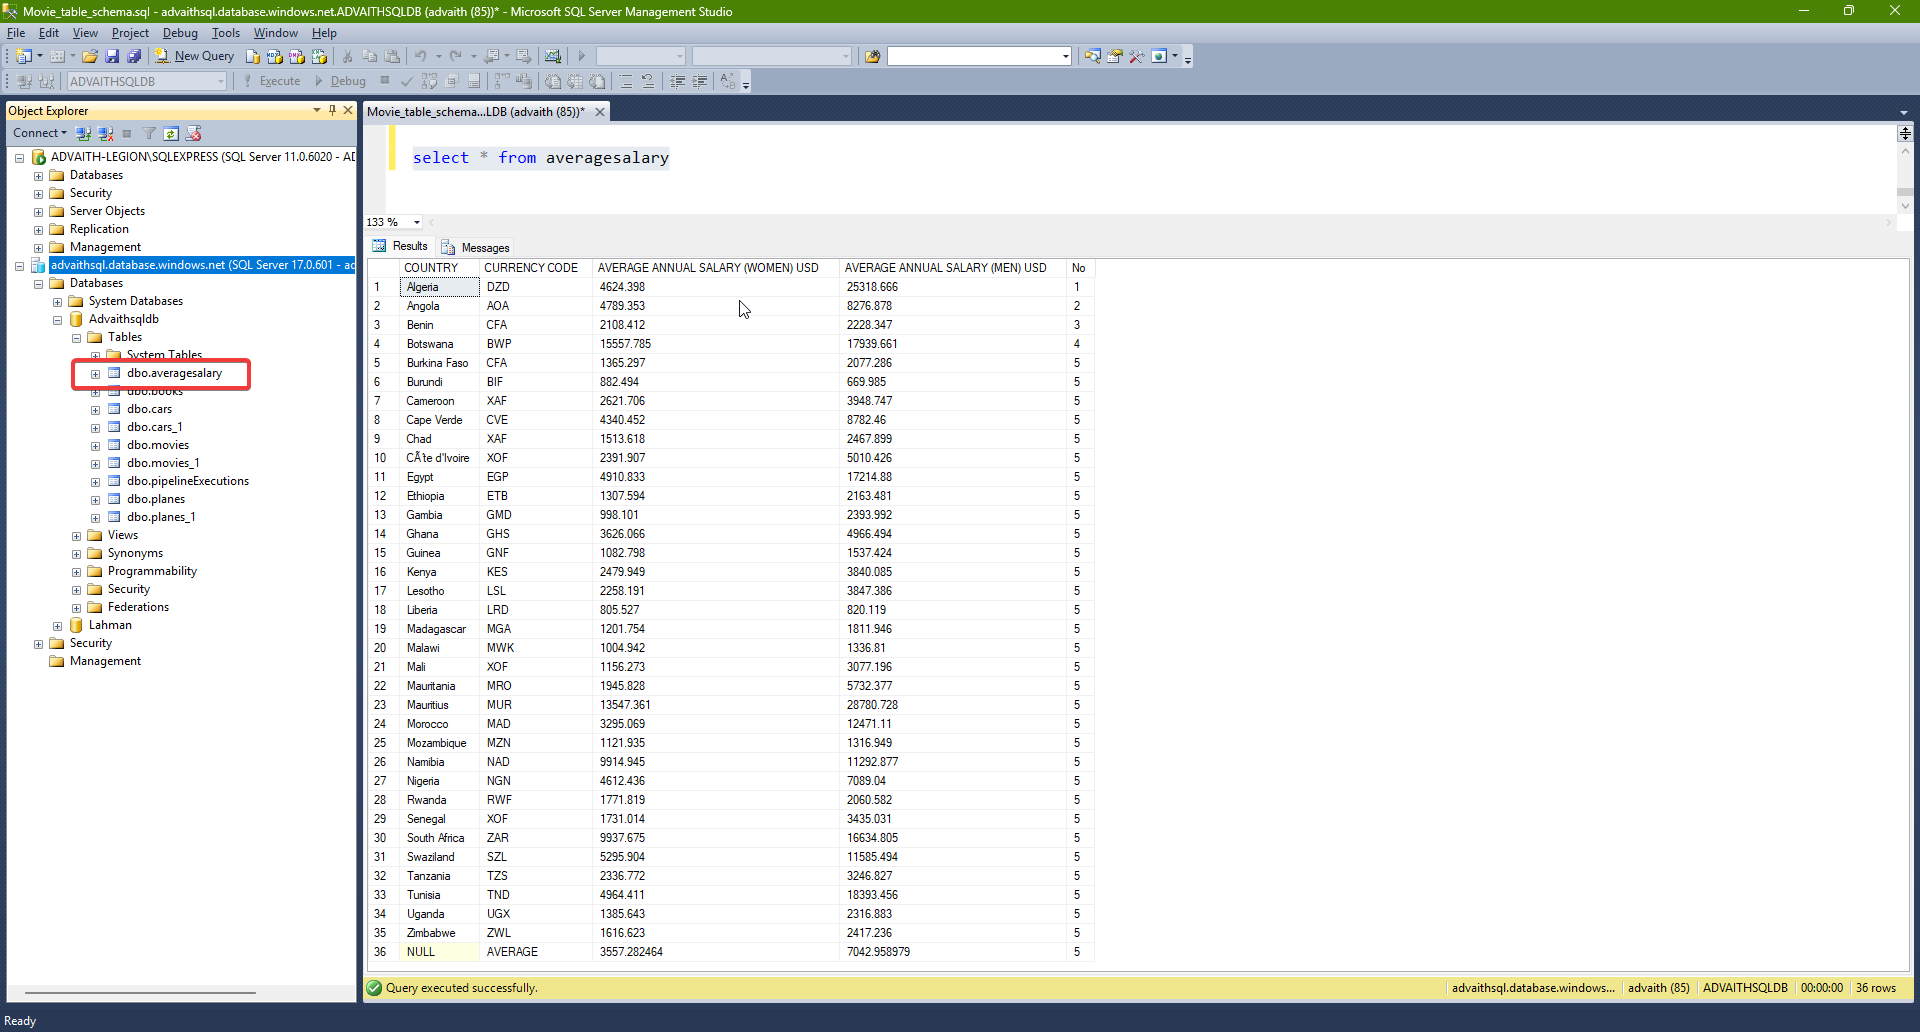 Movie_table_schema.sql - advaithsql.database.windows.net.ADVAITHSQLDB (advaith (85))* - Microsoft SQL Server Management Studio
File Edit View Project Debug Tools Window Help
New Query
ADVAITHSQLDB Execute Debug
Object Explorer
Connect
ADVAITH-LEGION\SQLEXPRESS (SQL Server 11.0.6020 - AD
Databases
Security
Server Objects
Replication
Management
advaithsql.database.windows.net (SQL Server 17.0.601 - ad
Databases
System Databases
Advaithsqldb
Tables
System Tables
dbo.averagesalary
dbo.books
dbo.cars
dbo.cars_1
dbo.movies
dbo.movies_1
dbo.pipelineExecutions
dbo.planes
dbo.planes_1
Views
Synonyms
Programmability
Security
Federations
Lahman
Security
Management
Movie_table_schema...LDB (advaith (85))*
select * from averagesalary
133 %
Results Messages
COUNTRY CURRENCY CODE AVERAGE ANNUAL SALARY (WOMEN) USD AVERAGE ANNUAL SALARY (MEN) USD No
1 Algeria DZD 4624.398 25318.666 1
2 Angola AOA 4789.353 8276.878 2
3 Benin CFA 2108.412 2228.347 3
4 Botswana BWP 15557.785 17939.661 4
5 Burkina Faso CFA 1365.297 2077.286 5
6 Burundi BIF 882.494 669.985 5
7 Cameroon XAF 2621.706 3948.747 5
8 Cape Verde CVE 4340.452 8782.46 5
9 Chad XAF 1513.618 2467.899 5
10 CÃ´te d'Ivoire XOF 2391.907 5010.426 5
11 Egypt EGP 4910.833 17214.88 5
12 Ethiopia ETB 1307.594 2163.481 5
13 Gambia GMD 998.101 2393.992 5
14 Ghana GHS 3626.066 4966.494 5
15 Guinea GNF 1082.798 1537.424 5
16 Kenya KES 2479.949 3840.085 5
17 Lesotho LSL 2258.191 3847.386 5
18 Liberia LRD 805.527 820.119 5
19 Madagascar MGA 1201.754 1811.946 5
20 Malawi MWK 1004.942 1336.81 5
21 Mali XOF 1156.273 3077.196 5
22 Mauritania MRO 1945.828 5732.377 5
23 Mauritius MUR 13547.361 28780.728 5
24 Morocco MAD 3295.069 12471.11 5
25 Mozambique MZN 1121.935 1316.949 5
26 Namibia NAD 9914.945 11292.877 5
27 Nigeria NGN 4612.436 7089.04 5
28 Rwanda RWF 1771.819 2060.582 5
29 Senegal XOF 1731.014 3435.031 5
30 South Africa ZAR 9937.675 16634.805 5
31 Swaziland SZL 5295.904 11585.494 5
32 Tanzania TZS 2336.772 3246.827 5
33 Tunisia TND 4964.411 18393.456 5
34 Uganda UGX 1385.643 2316.883 5
35 Zimbabwe ZWL 1616.623 2417.236 5
36 NULL AVERAGE 3557.282464 7042.958979 5
Query executed successfully. advaithsql.database.windows... advaith (85) ADVAITHSQLDB 00:00:00 36 rows
Ready